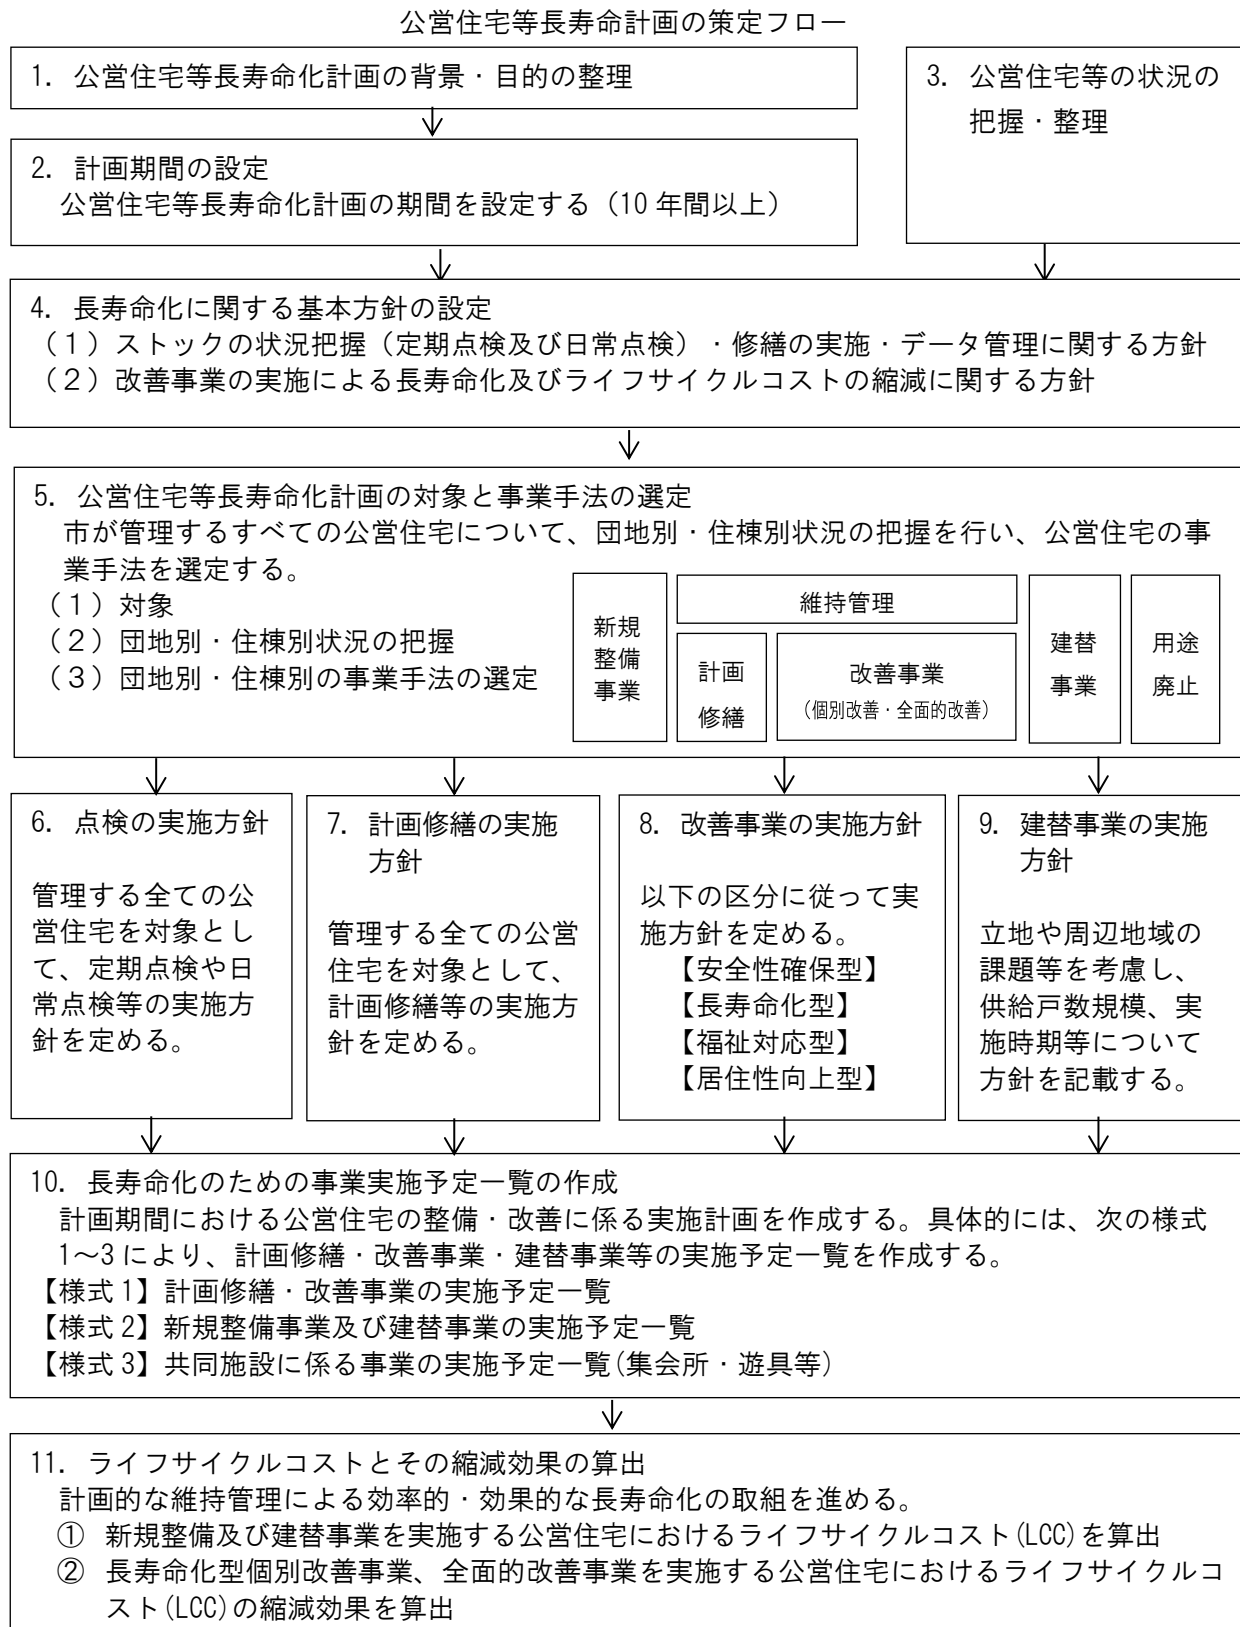 公営住宅等長寿命計画の策定フロー
1．公営住宅等長寿命化計画の背景・目的の整理
2．計画期間の設定
公営住宅等長寿命化計画の期間を設定する（10年間以上）
3．公営住宅等の状況の
把握・整理
4．長寿命化に関する基本方針の設定
（１）ストックの状況把握（定期点検及び日常点検）・修繕の実施・データ管理に関する方針
（２）改善事業の実施による長寿命化及びライフサイクルコストの縮減に関する方針
5．公営住宅等長寿命化計画の対象と事業手法の選定
市が管理するすべての公営住宅について、団地別・住棟別状況の把握を行い、公営住宅の事
業手法を選定する。
（１）対象
（２）団地別・住棟別状況の把握
（３）団地別・住棟別の事業手法の選定
新規
整備
事業
維持管理
計画
修繕
改善事業
（個別改善・全面的改善）
建替
事業
用途
廃止
6．点検の実施方針
管理する全ての公
営住宅を対象とし
て、定期点検や日
常点検等の実施方
針を定める。
7．計画修繕の実施
方針
管理する全ての公営
住宅を対象として、
計画修繕等の実施方
針を定める。
8．改善事業の実施方針
以下の区分に従って実
施方針を定める。
【安全性確保型】
【長寿命化型】
【福祉対応型】
【居住性向上型】
9．建替事業の実施
方針
立地や周辺地域の
課題等を考慮し、
供給戸数規模、実
施時期等について
方針を記載する。
10．長寿命化のための事業実施予定一覧の作成
計画期間における公営住宅の整備・改善に係る実施計画を作成する。具体的には、次の様式
1～3により、計画修繕・改善事業・建替事業等の実施予定一覧を作成する。
【様式1】計画修繕・改善事業の実施予定一覧
【様式2】新規整備事業及び建替事業の実施予定一覧
【様式3】共同施設に係る事業の実施予定一覧(集会所・遊具等)
11．ライフサイクルコストとその縮減効果の算出
計画的な維持管理による効率的・効果的な長寿命化の取組を進める。
① 新規整備及び建替事業を実施する公営住宅におけるライフサイクルコスト(LCC)を算出
② 長寿命化型個別改善事業、全面的改善事業を実施する公営住宅におけるライフサイクルコ
スト(LCC)の縮減効果を算出